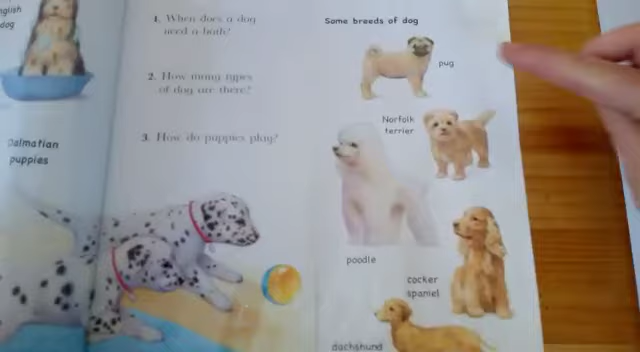 dog
Dalmatian
puppies
1. When does a dog
need a bath?
2. How many types
of dog are there?
3. How do puppies play?
Some breeds of dog
pug
Norfolk
terrier
poodle
cocker
spaniel
dachshund